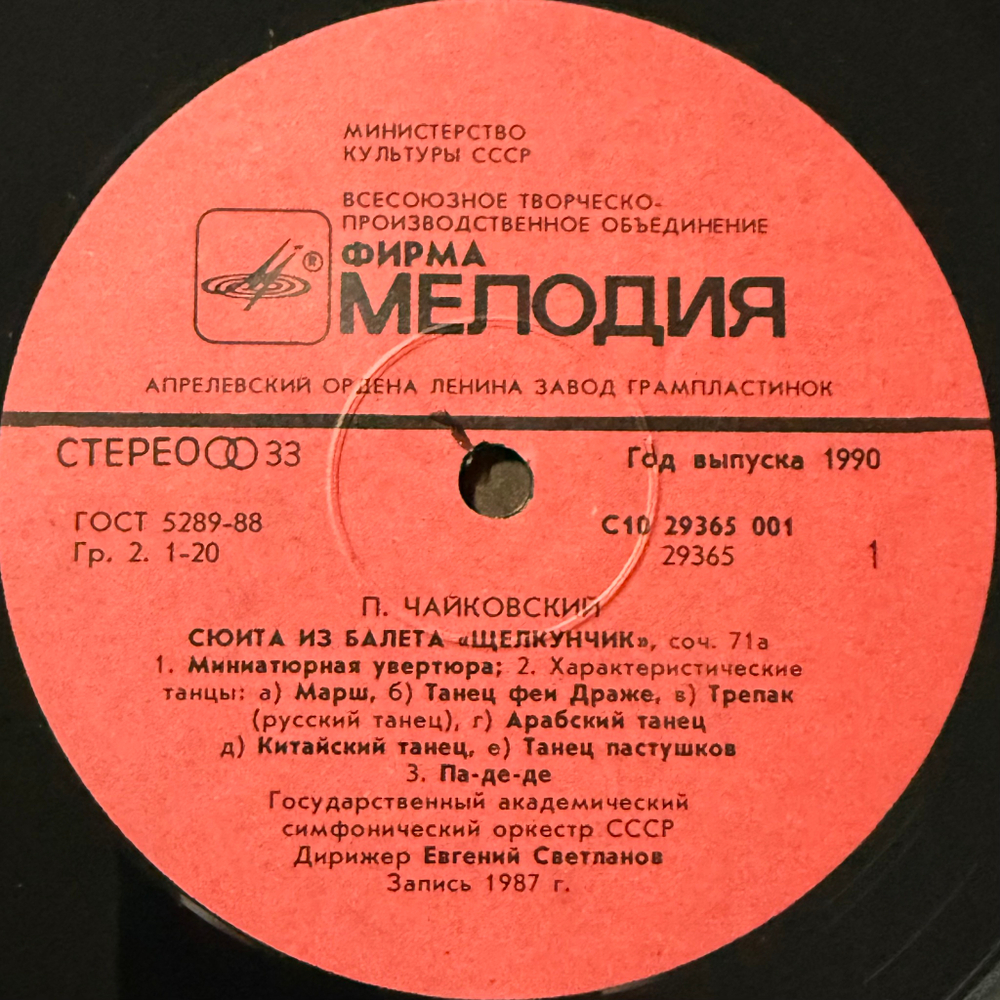 МИНИСТЕРСТВО
КУЛЬТУРЫ СССР
ВСЕСОЮЗНОЕ ТВОРЧЕСКО-
ПРОИЗВОДСТВЕННОЕ ОБЪЕДИНЕНИЕ
ФИРМА
®
МЕЛОДИЯ
АПРЕЛЕВСКИЙ ОРДЕНА ЛЕНИНА ЗАВОД ГРАМПЛАСТИНОК
СТЕРЕО 33
Год выпуска 1990
ГОСТ 5289-88
Гр. 2. 1-20
С10 29365 001
29365
1
П. ЧАЙКОВСКИЙ
СЮИТА ИЗ БАЛЕТА «ЩЕЛКУНЧИК», соч. 71а
1. Миниатюрная увертюра; 2. Характеристические
танцы: а) Марш, б) Танец феи Драже, в) Трепак
(русский танец), г) Арабский танец
д) Китайский танец, е) Танец пастушков
3. Па-де-де
Государственный академический
симфонический оркестр СССР
Дирижер Евгений Светланов
Запись 1987 г.